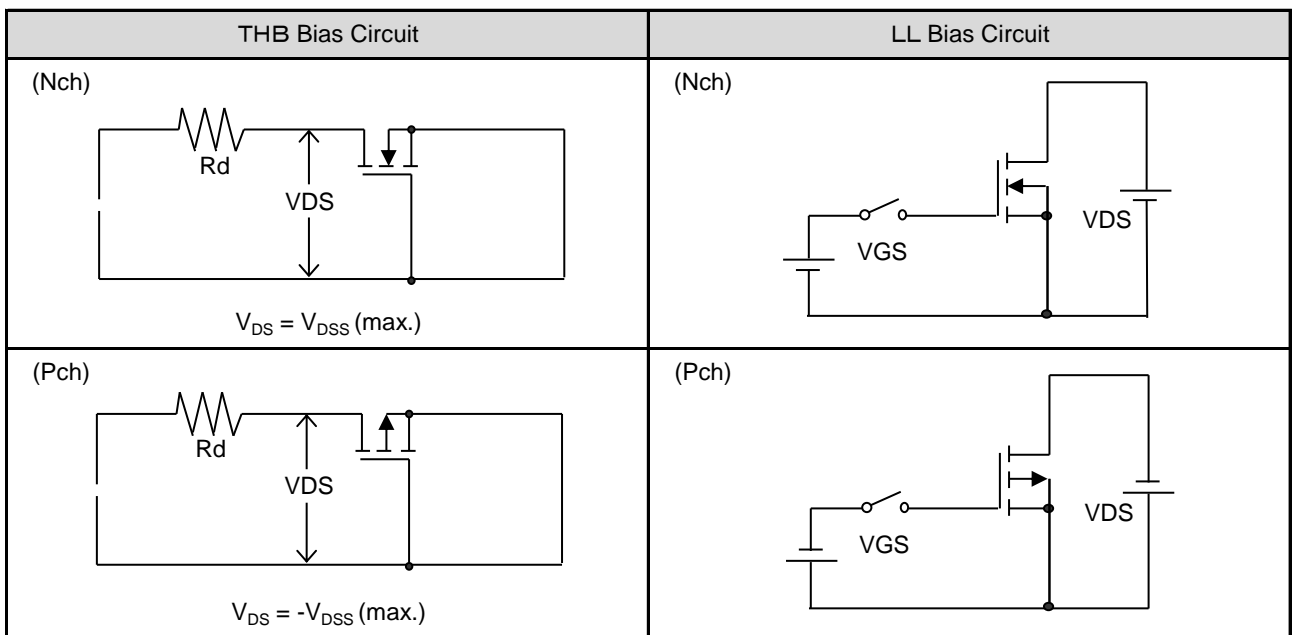 THB Bias Circuit
LL Bias Circuit
(Nch)
Rd
VDS
V_DS = V_DSS (max.)
(Nch)
VGS
VDS
(Pch)
Rd
VDS
V_DS = -V_DSS (max.)
(Pch)
VGS
VDS